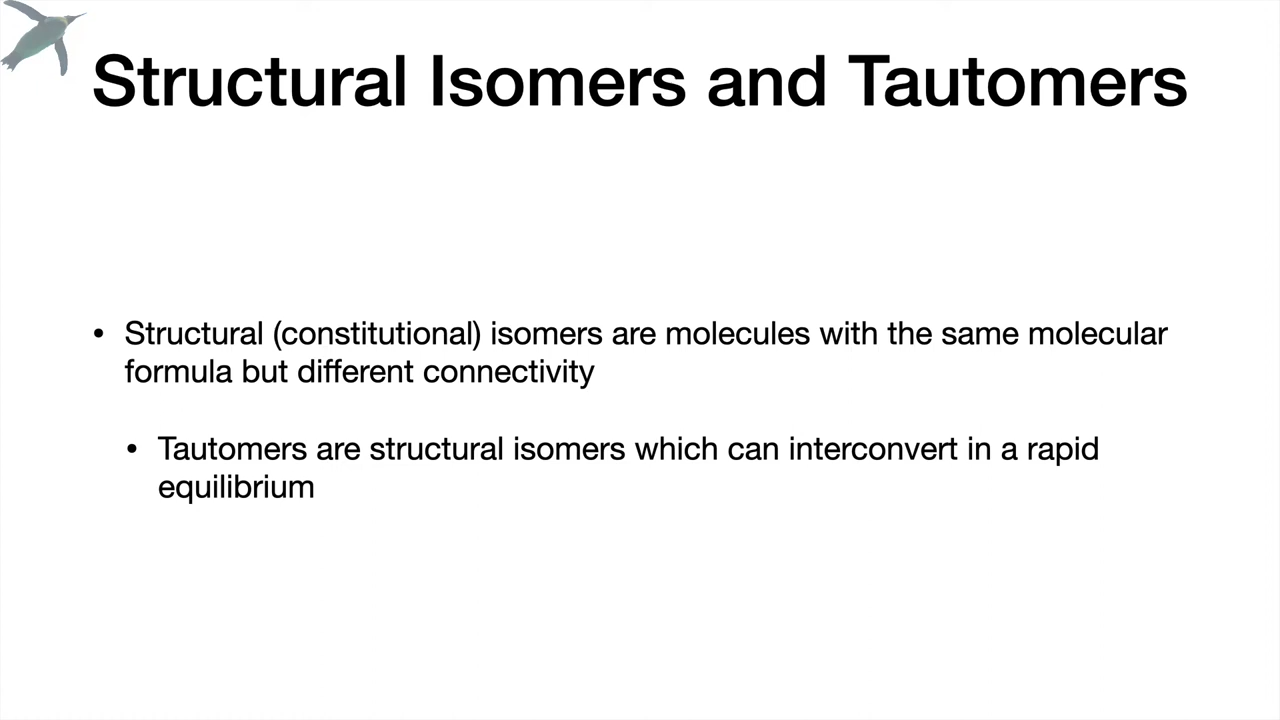 Structural Isomers and Tautomers
• Structural (constitutional) isomers are molecules with the same molecular
formula but different connectivity
• Tautomers are structural isomers which can interconvert in a rapid
equilibrium